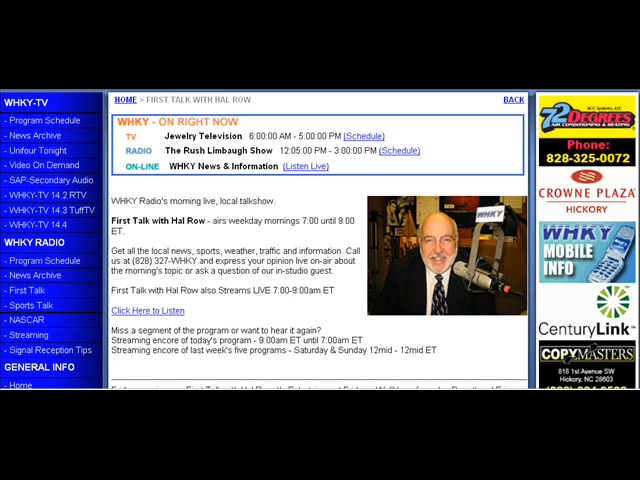 WHKY-TV
- Program Schedule
- News Archive
- Unifour Tonight
- Video On Demand
- SAP-Secondary Audio
- WHKY-TV 14.2 RTV
- WHKY-TV 14.3 TuffTV
- WHKY-TV 14.4
WHKY RADIO
- Program Schedule
- News Archive
- First Talk
- Sports Talk
- NASCAR
- Streaming
- Signal Reception Tips
GENERAL INFO
- Home
HOME > FIRST TALK WITH HAL ROW BACK
WHKY - ON RIGHT NOW
TV Jewelry Television 6:00:00 AM - 5:00:00 PM (Schedule)
RADIO The Rush Limbaugh Show 12:05:00 PM - 3:00:00 PM (Schedule)
ON-LINE WHKY News & Information (Listen Live)
WHKY Radio's morning live, local talkshow.
First Talk with Hal Row - airs weekday mornings 7:00 until 9:00
ET.
Get all the local news, sports, weather, traffic and information. Call
us at (828) 327-WHKY and express your opinion live on-air about
the morning's topic or ask a question of our in-studio guest.
First Talk with Hal Row also Streams LIVE 7:00-9:00am ET
Click Here to Listen
Miss a segment of the program or want to hear it again?
Streaming encore of today's program - 9:00am ET until 7:00am ET
Streaming encore of last week's five programs - Saturday & Sunday 12mid - 12mid ET
WHKY
ACC Systems, LLC
72 DEGREES
AIR CONDITIONING & HEATING
Phone:
828-325-0072
CROWNE PLAZA
HICKORY
WHKY
MOBILE
INFO
CenturyLink™
COPYMASTERS
818 1st Avenue SW
Hickory, NC 28603